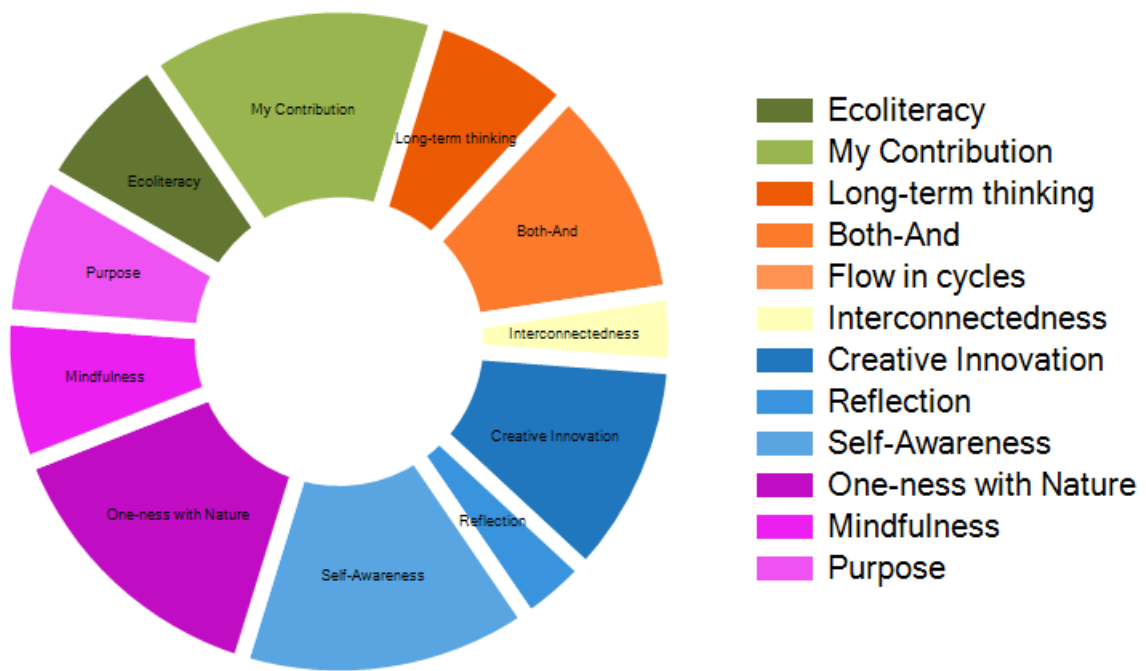 My Contribution
Long-term thinking
Ecoliteracy
Both-And
Purpose
Interconnectedness
Mindfulness
Creative Innovation
One-ness with Nature
Reflection
Self-Awareness
Ecoliteracy
My Contribution
Long-term thinking
Both-And
Flow in cycles
Interconnectedness
Creative Innovation
Reflection
Self-Awareness
One-ness with Nature
Mindfulness
Purpose